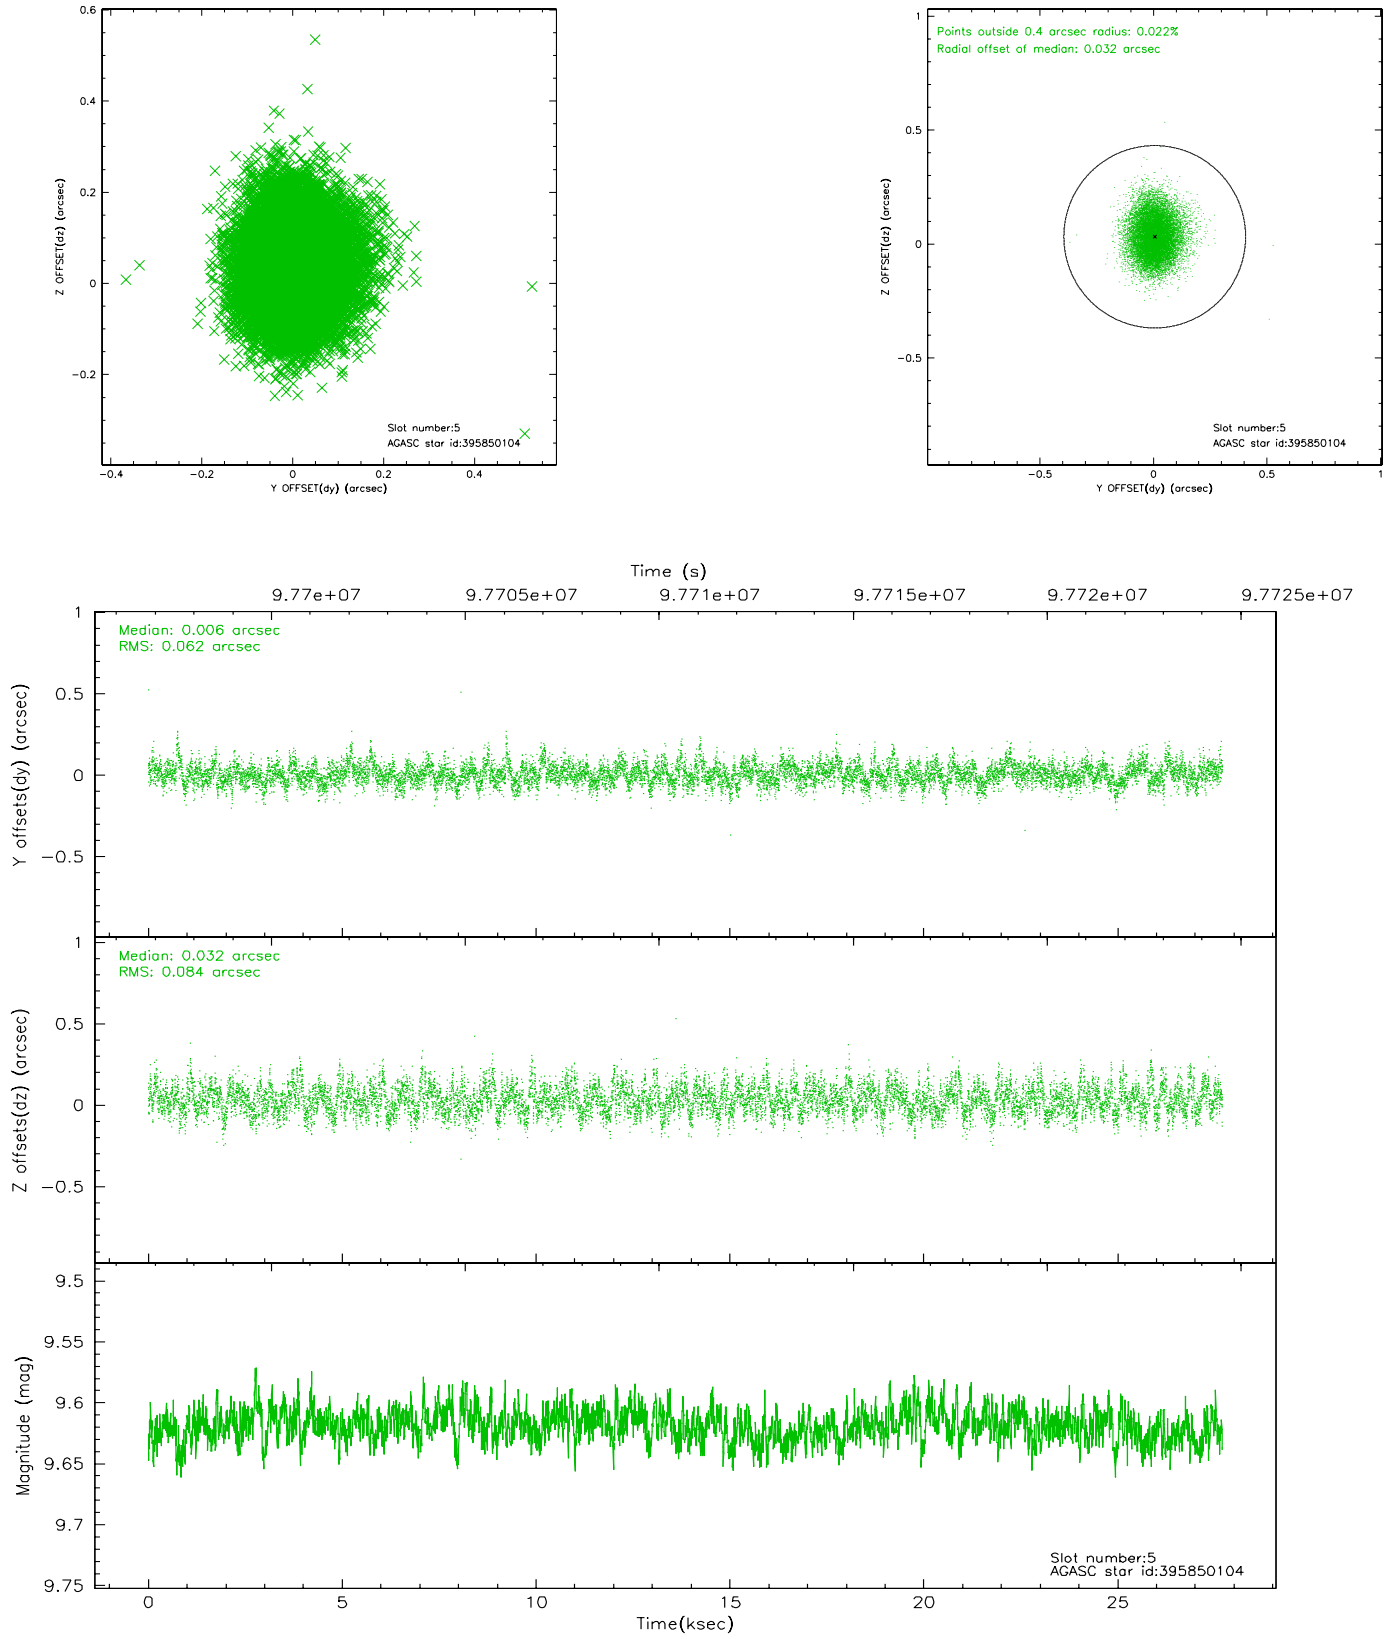 0.6
0.4
0.2
0
−0.2
Z OFFSET(dz) (arcsec)
Slot number:5
AGASC star id:395850104
−0.4 −0.2 0 0.2 0.4
Y OFFSET(dy) (arcsec)
1
0.5
0
−0.5
Z OFFSET(dz) (arcsec)
Points outside 0.4 arcsec radius: 0.022%
Radial offset of median: 0.032 arcsec
Slot number:5
AGASC star id:395850104
−0.5 0 0.5 1
Y OFFSET(dy) (arcsec)
Time (s)
9.77e+07 9.7705e+07 9.771e+07 9.7715e+07 9.772e+07 9.7725e+07
1
0.5
0
−0.5
Y offsets(dy) (arcsec)
Median: 0.006 arcsec
RMS: 0.062 arcsec
1
0.5
0
−0.5
Z offsets(dz) (arcsec)
Median: 0.032 arcsec
RMS: 0.084 arcsec
9.5
9.55
9.6
9.65
9.7
9.75
Magnitude (mag)
Slot number:5
AGASC star id:395850104
0 5 10 15 20 25
Time(ksec)